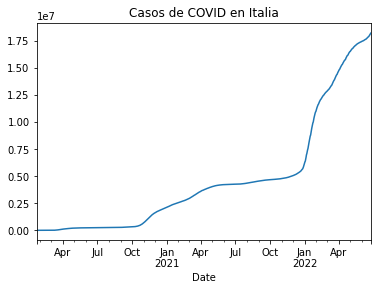 Casos de COVID en Italia
1e7
1.75
1.50
1.25
1.00
0.75
0.50
0.25
0.00
Apr Jul Oct Jan Apr Jul Oct Jan Apr
2021 2022
Date